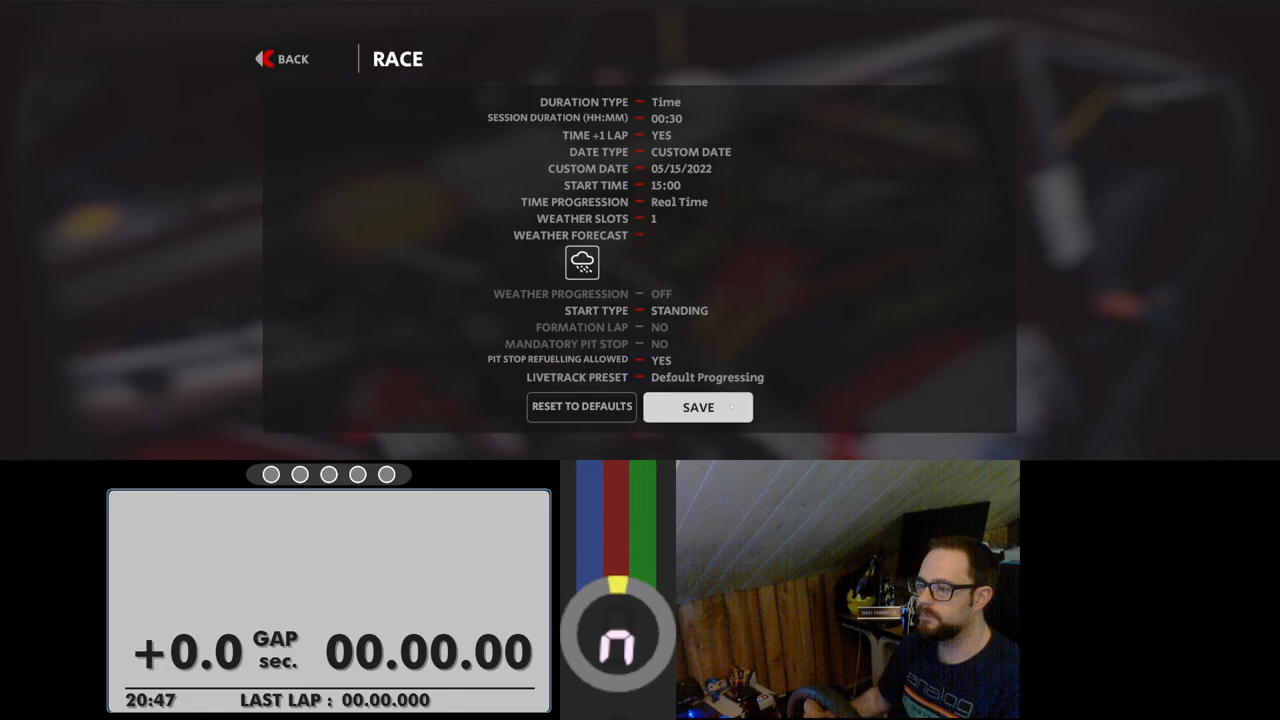 BACK
RACE
DURATION TYPE Time
SESSION DURATION (HH:MM) 00:30
TIME +1 LAP YES
DATE TYPE CUSTOM DATE
CUSTOM DATE 05/15/2022
START TIME 15:00
TIME PROGRESSION Real Time
WEATHER SLOTS 1
WEATHER FORECAST
WEATHER PROGRESSION OFF
START TYPE STANDING
FORMATION LAP NO
MANDATORY PIT STOP NO
PIT STOP REFUELLING ALLOWED YES
LIVETRACK PRESET Default Progressing
RESET TO DEFAULTS
SAVE
+0.0 GAP sec. 00.00.00
20:47 LAST LAP : 00.00.000
n
analog